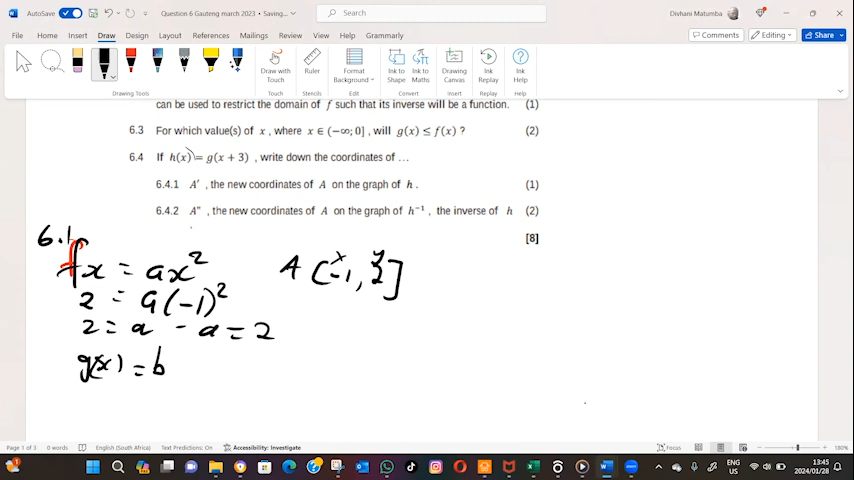 AutoSave On Question 6 Gauteng march 2023 • Saving... Search Divhani Matumba
File Home Insert Draw Design Layout References Mailings Review View Help Grammarly Comments Editing Share
Draw with Touch Ruler Format Background Ink to Shape Ink to Maths Drawing Canvas Ink Replay Ink Help
Drawing Tools Touch Stencils Edit Convert Insert Replay Help
can be used to restrict the domain of f such that its inverse will be a function. (1)
6.3 For which value(s) of x, where x ∈ (−∞; 0], will g(x) ≤ f(x) ? (2)
6.4 If h(x) = g(x + 3), write down the coordinates of …
6.4.1 A′, the new coordinates of A on the graph of h. (1)
6.4.2 A″, the new coordinates of A on the graph of h⁻¹, the inverse of h (2)
[8]
6.1
fx = ax² A (-1, 2] x y
2 = a(-1)²
2 = a - a = 2
g(x) = b
Page 1 of 3 0 words Text Predictions: On Accessibility: Investigate Focus 180%
ENG US 13:45 2024/01/28